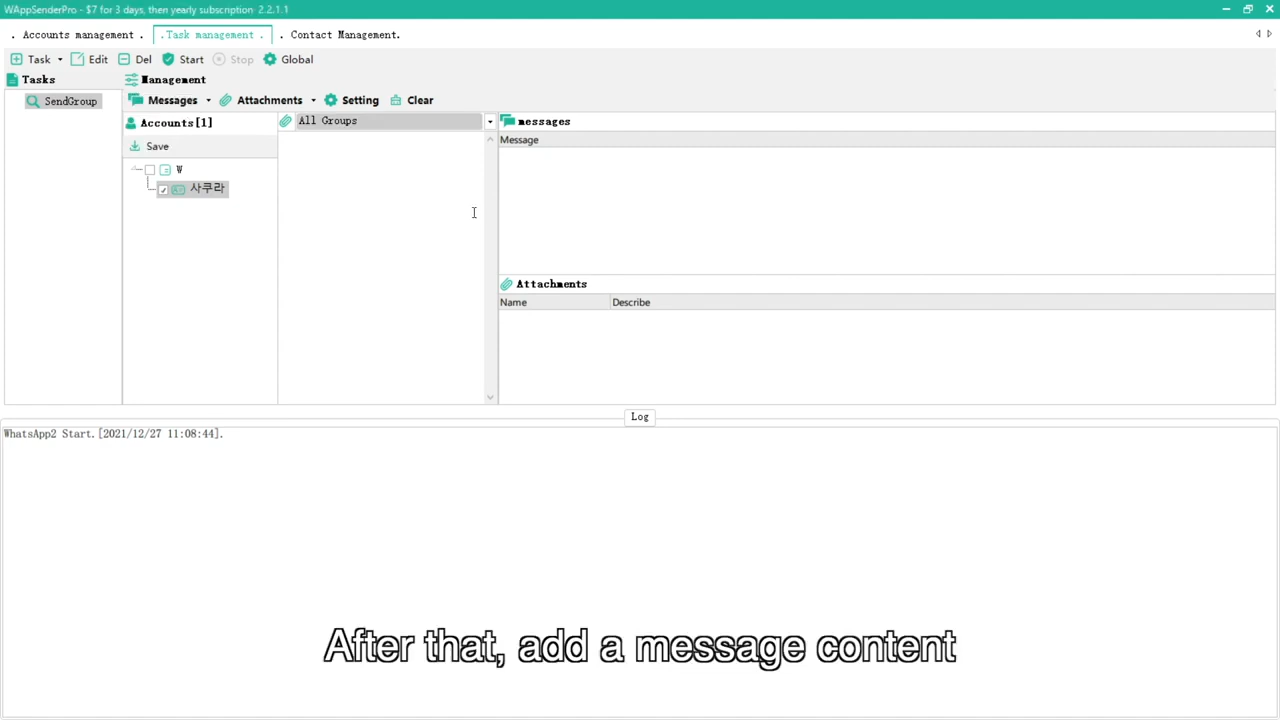 WAppSenderPro - $7 for 3 days, then yearly subscription- 2.2.1.1
. Accounts management . .Task management . . Contact Management.
Task Edit Del Start Stop Global
Tasks Management
SendGroup Messages Attachments Setting Clear
Accounts[1] All Groups messages
Save Message
W
사쿠라
Attachments
Name Describe
Log
WhatsApp2 Start.[2021/12/27 11:08:44].
After that, add a message content